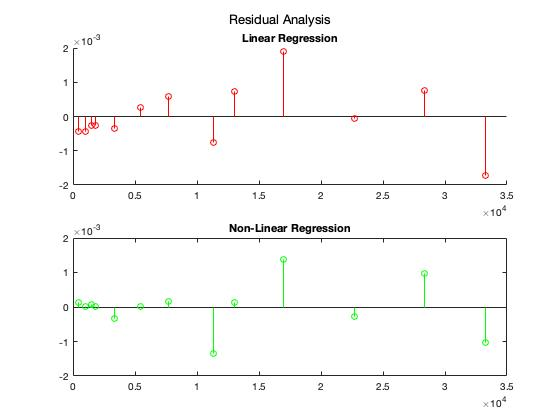 Residual Analysis
×10⁻³
Linear Regression
2
1
0
-1
-2
0 0.5 1 1.5 2 2.5 3 3.5
×10⁴
×10⁻³
Non-Linear Regression
2
1
0
-1
-2
0 0.5 1 1.5 2 2.5 3 3.5
×10⁴